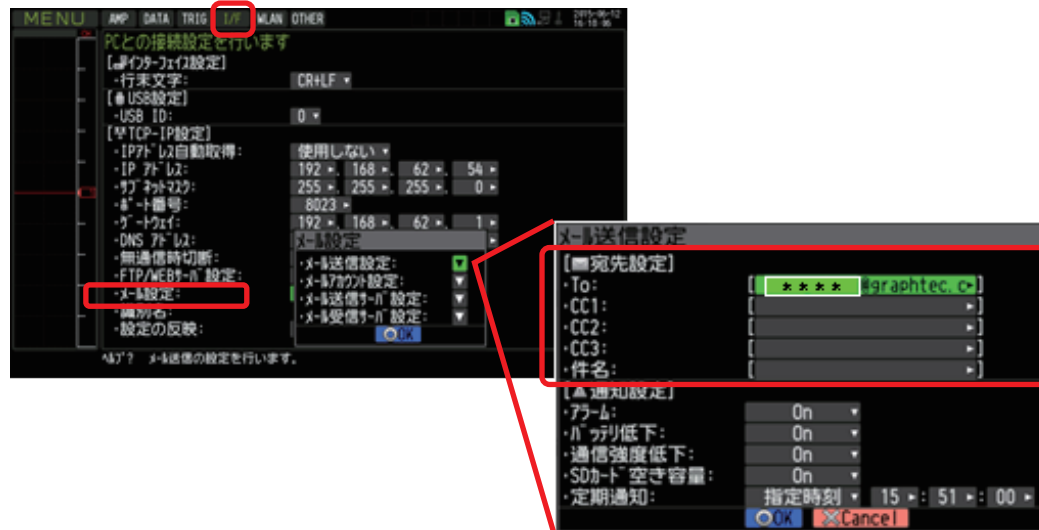 MENU AMP DATA TRIG I/F WLAN OTHER 2015-06-12
16:10:06
PCとの接続設定を行います
[インターフェイス設定]
・行末文字: CR+LF
[USB設定]
・USB ID: 0
[TCP-IP設定]
・IPアドレス自動取得: 使用しない
・IP アドレス: 192 . 168 . 62 . 54
・サブネットマスク: 255 . 255 . 255 . 0
・ポート番号: 8023
・ゲートウェイ: 192 . 168 . 62 . 1
・DNS アドレス:
・無通信時切断:
・FTP/WEBサーバ設定:
・メール設定:
・識別名:
・設定の反映:
ヘルプ? メール送信の設定を行います。
メール設定
・メール送信設定:
・メールアカウント設定:
・メール送信サーバ設定:
・メール受信サーバ設定:
OK
メール送信設定
[宛先設定]
・To: [ **** graphtec.c ]
・CC1: [ ]
・CC2: [ ]
・CC3: [ ]
・件名: [ ]
[通知設定]
・アラーム: On
・バッテリ低下: On
・通信強度低下: On
・SDカード空き容量: On
・定期通知: 指定時刻 15 : 51 : 00
OK Cancel